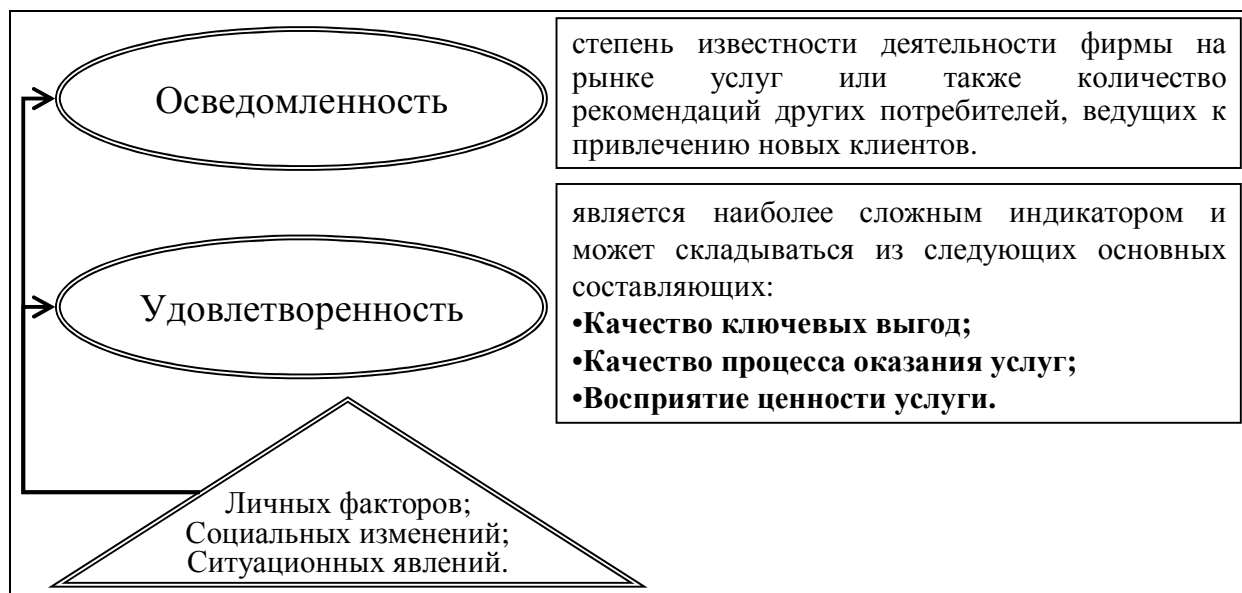 Осведомленность
степень известности деятельности фирмы на
рынке услуг или также количество
рекомендаций других потребителей, ведущих к
привлечению новых клиентов.
Удовлетворенность
является наиболее сложным индикатором и
может складываться из следующих основных
составляющих:
•Качество ключевых выгод;
•Качество процесса оказания услуг;
•Восприятие ценности услуги.
Личных факторов;
Социальных изменений;
Ситуационных явлений.